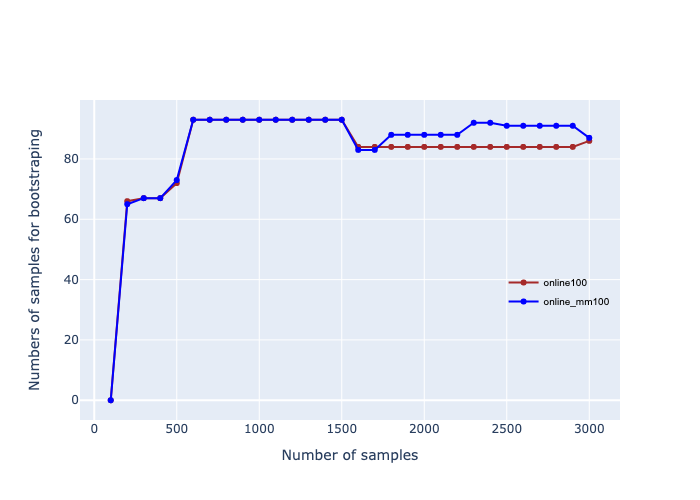 Numbers of samples for bootstraping
80
60
40
20
0
0 500 1000 1500 2000 2500 3000
Number of samples
online100
online_mm100